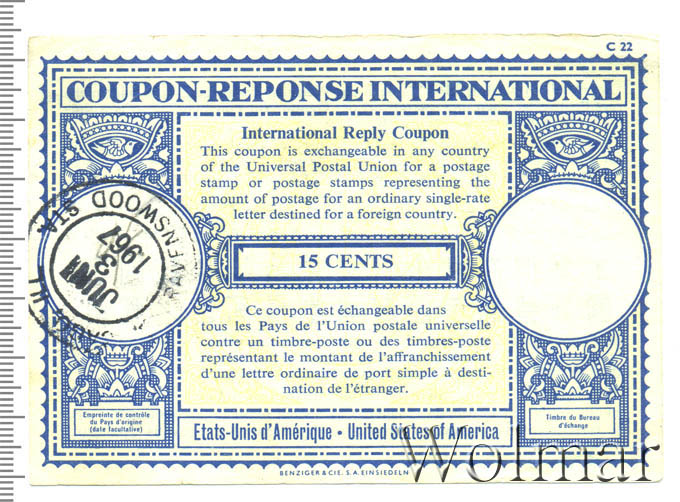 C 22
COUPON-REPONSE INTERNATIONAL
International Reply Coupon
This coupon is exchangeable in any country
of the Universal Postal Union for a postage
stamp or postage stamps representing the
amount of postage for an ordinary single-rate
letter destined for a foreign country.
RAVENSWOOD STA.
JUN
1967
15 CENTS
Ce coupon est échangeable dans
tous les Pays de l'Union postale universelle
contre un timbre-poste ou des timbres-poste
représentant le montant de l'affranchissement
d'une lettre ordinaire de port simple à desti-
nation de l'étranger.
Empreinte de contrôle
du Pays d'origine
(date facultative)
Timbre du Bureau
d'échange
Etats-Unis d'Amérique • United States of America
BENZIGER & CIE. S.A. EINSIEDELN
Wolmar